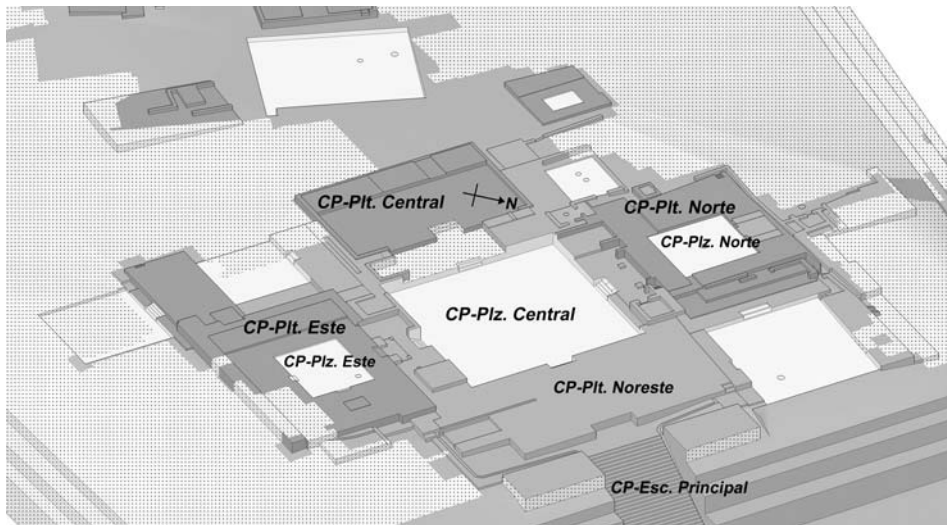 CP-Plt. Central
N
CP-Plt. Norte
CP-Plz. Norte
CP-Plz. Central
CP-Plt. Este
CP-Plz. Este
CP-Plt. Noreste
CP-Esc. Principal